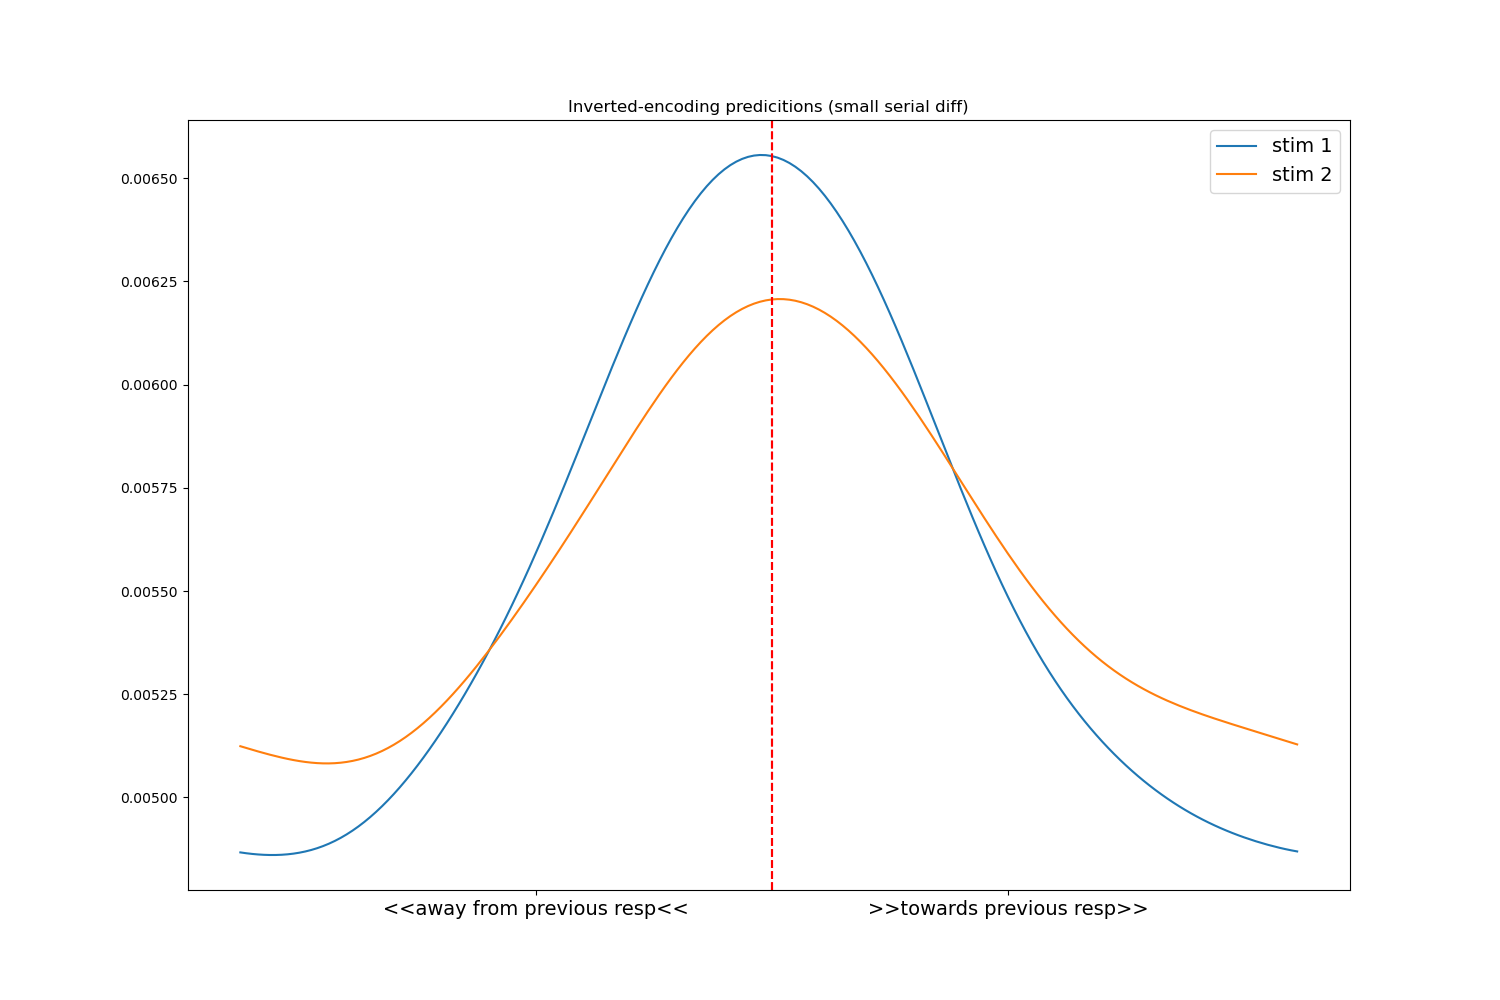 Inverted-encoding predicitions (small serial diff)
stim 1
stim 2
0.00650
0.00625
0.00600
0.00575
0.00550
0.00525
0.00500
<<away from previous resp<<
>>towards previous resp>>